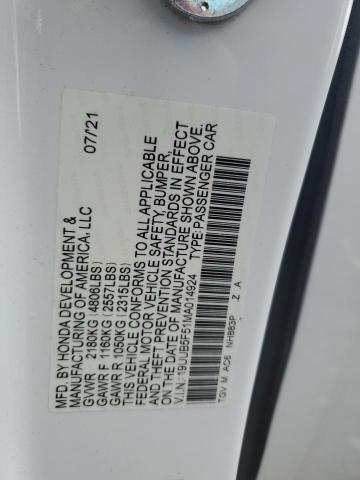 MFD. BY HONDA DEVELOPMENT &
MANUFACTURING OF AMERICA, LLC 07/21
GVWR 2180KG (4806LBS)
GAWR F 1160KG (2557LBS)
GAWR R 1050KG (2315LBS)
THIS VEHICLE CONFORMS TO ALL APPLICABLE
FEDERAL MOTOR VEHICLE SAFETY, BUMPER,
AND THEFT PREVENTION STANDARDS IN EFFECT
ON THE DATE OF MANUFACTURE SHOWN ABOVE.
V.I.N.: 19UUB5F51MA014924 TYPE:PASSENGER CAR
TGV M. AC6 NH883P Z A